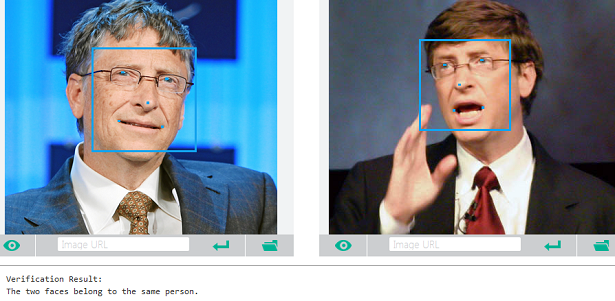 Image URL
Image URL
Verification Result:
The two faces belong to the same person.